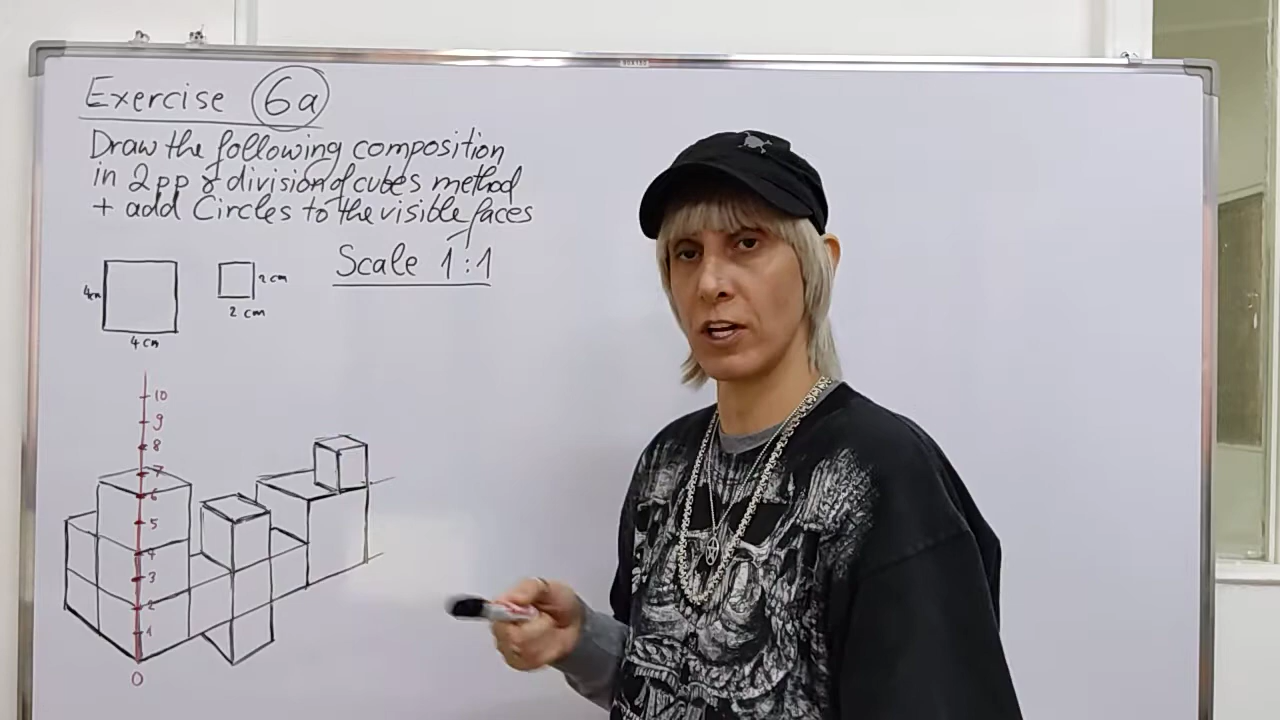 Exercise 6a
Draw the following composition
in 2pp & division of cubes method
+ add Circles to the visible faces
Scale 1:1
4cm
4 cm
2 cm
2 cm
10
9
8
7
6
5
4
3
2
1
0